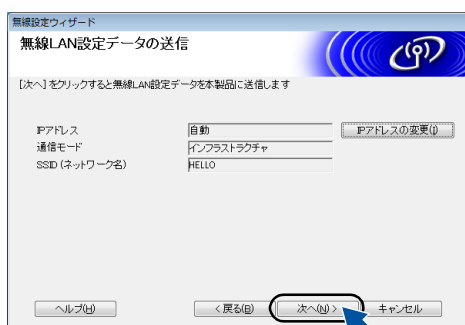 無線設定ウィザード
無線LAN設定データの送信
[次へ]をクリックすると無線LAN設定データを本製品に送信します
IPアドレス 自動 IPアドレスの変更(I)
通信モード インフラストラクチャ
SSID (ネットワーク名) HELLO
ヘルプ(H) < 戻る(B) 次へ(N) > キャンセル